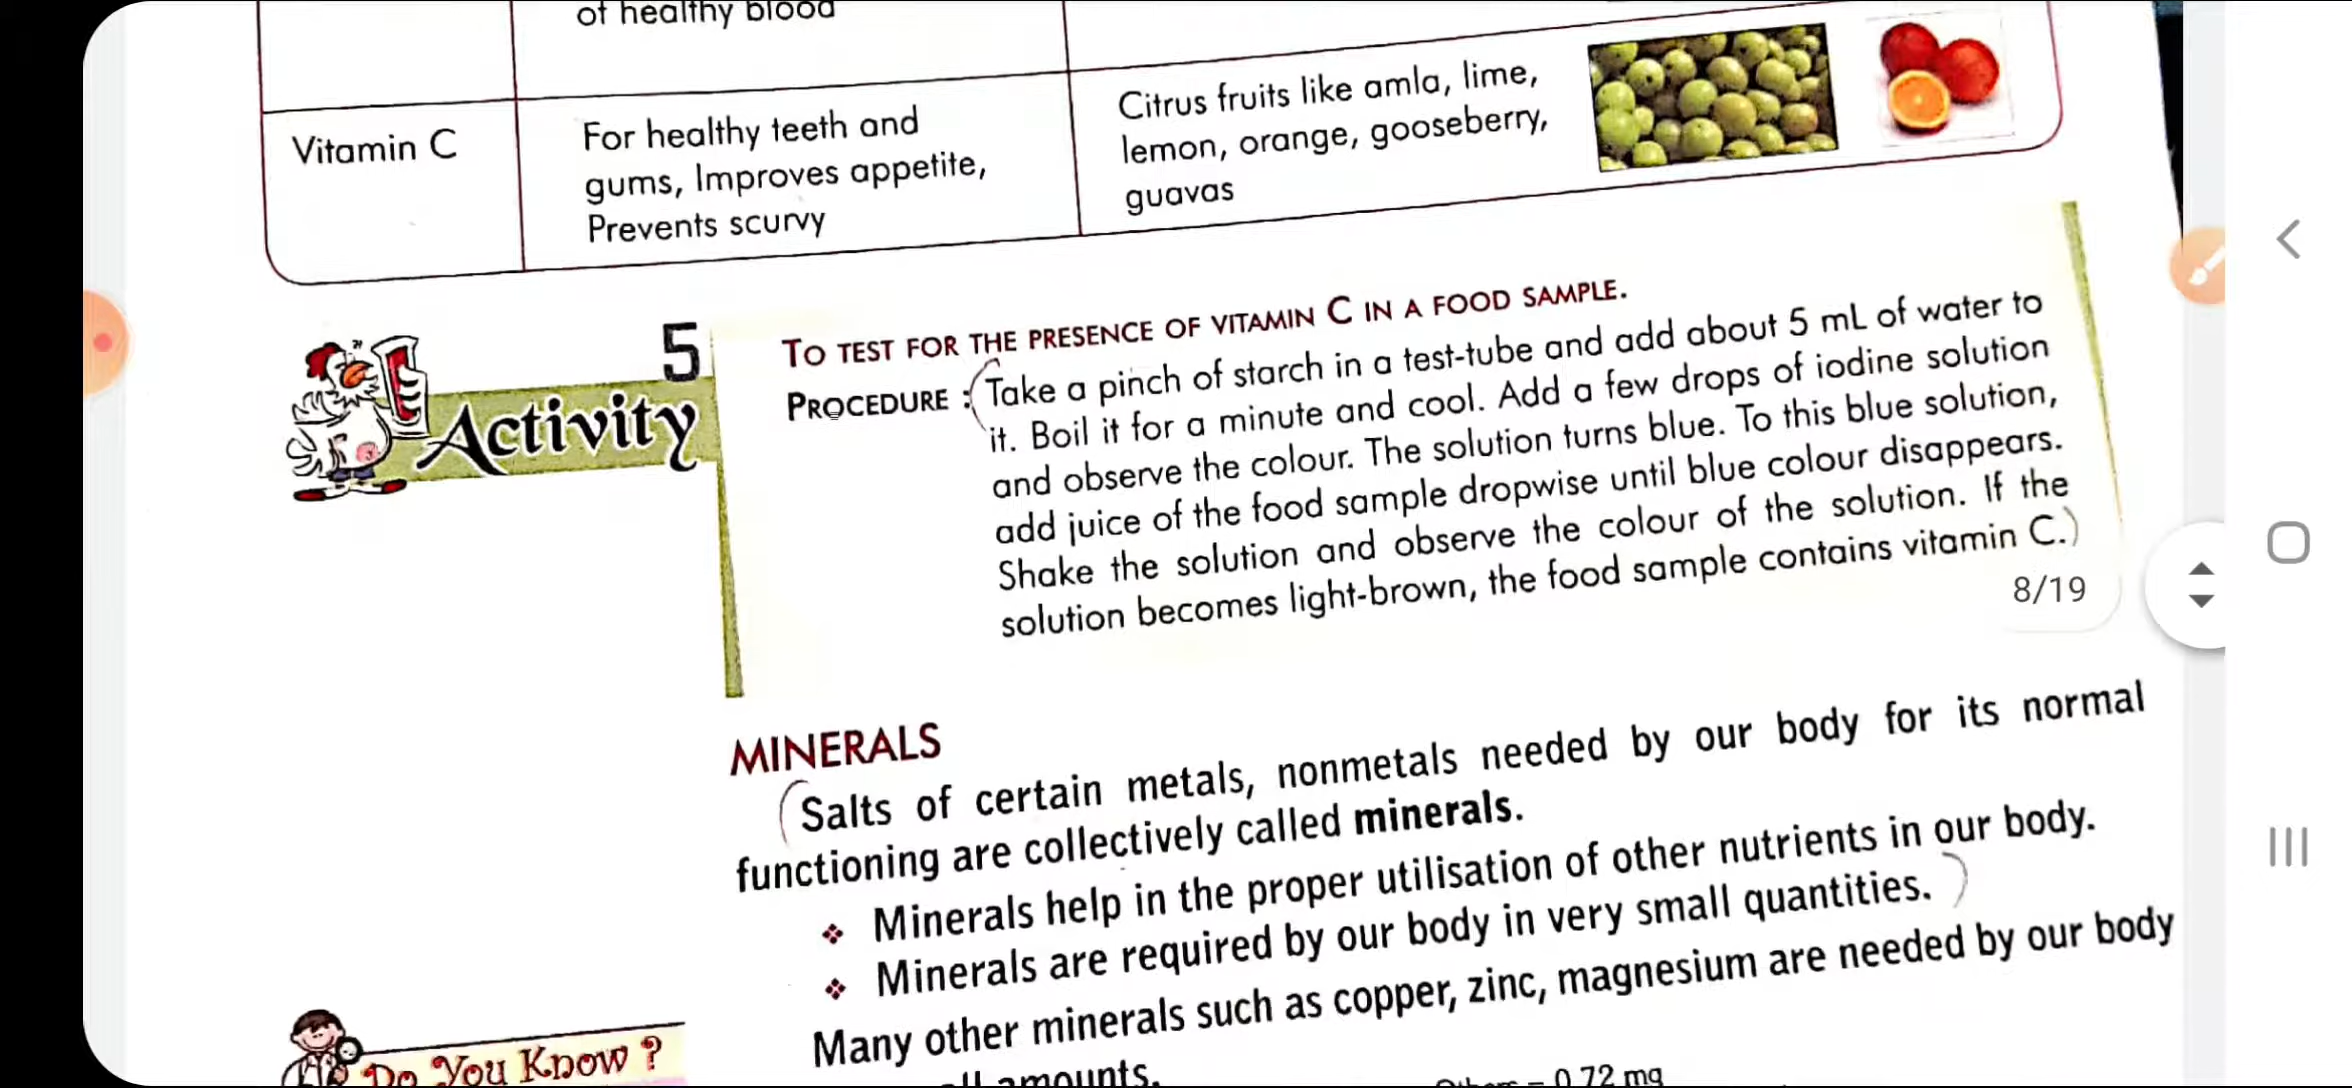 of healthy blood
Vitamin C
For healthy teeth and
gums, Improves appetite,
Prevents scurvy
Citrus fruits like amla, lime,
lemon, orange, gooseberry,
guavas
5
Activity
TO TEST FOR THE PRESENCE OF VITAMIN C IN A FOOD SAMPLE.
PROCEDURE : (Take a pinch of starch in a test-tube and add about 5 mL of water to
it. Boil it for a minute and cool. Add a few drops of iodine solution
and observe the colour. The solution turns blue. To this blue solution,
add juice of the food sample dropwise until blue colour disappears.
Shake the solution and observe the colour of the solution. If the
solution becomes light-brown, the food sample contains vitamin C.)
8/19
MINERALS
(Salts of certain metals, nonmetals needed by our body for its normal
functioning are collectively called minerals.
❖ Minerals help in the proper utilisation of other nutrients in our body.
❖ Minerals are required by our body in very small quantities. )
Many other minerals such as copper, zinc, magnesium are needed by our body
amounts.
Do You Know ?
0.72 mg